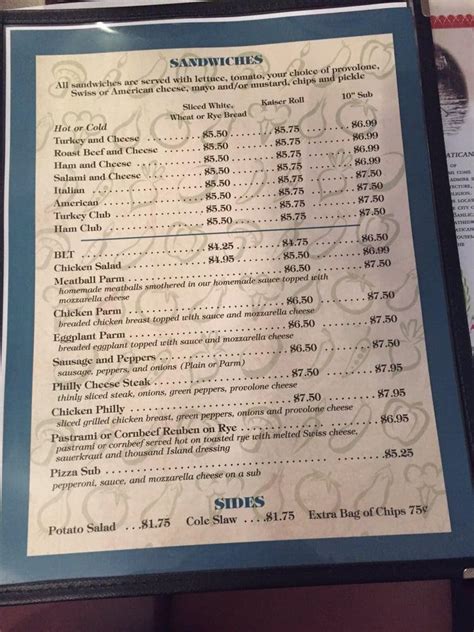 SANDWICHES
All sandwiches are served with lettuce, tomato, your choice of provolone,
Swiss or American cheese, mayo and/or mustard, chips and pickle
Sliced White, Kaiser Roll 10" Sub
Wheat or Rye Bread
Hot or Cold
Turkey and Cheese $5.50 $5.75 $6.99
Roast Beef and Cheese $5.50 $5.75 $6.99
Ham and Cheese $5.50 $5.75 $6.99
Salami and Cheese $5.50 $5.75 $6.99
Italian $5.50 $5.75 $6.99
American $5.50 $5.75 $6.99
Turkey Club $5.50 $5.75 $6.99
Ham Club $5.50 $5.75 $6.99
BLT $4.25 $4.75 $6.50
Chicken Salad $4.95 $5.50 $6.99
Meatball Parm $6.50 $7.50
homemade meatballs smothered in our homemade sauce topped with
mozzarella cheese
Chicken Parm $6.50 $7.50
breaded chicken breast topped with sauce and mozzarella cheese
Eggplant Parm $6.50 $7.50
breaded eggplant topped with sauce and mozzarella cheese
Sausage and Peppers $6.50 $7.50
sausage, peppers, and onions (Plain or Parm)
Philly Cheese Steak $7.50 $7.95
thinly sliced steak, onions, green peppers, provolone cheese
Chicken Philly $7.50 $7.95
sliced grilled chicken breast, green peppers, onions and provolone cheese
Pastrami or Cornbeef Reuben on Rye $6.95
pastrami or cornbeef served hot on toasted rye with melted Swiss cheese,
sauerkraut and thousand Island dressing
Pizza Sub $5.25
pepperoni, sauce, and mozzarella cheese on a sub
SIDES
Potato Salad ...$1.75 Cole Slaw ....$1.75 Extra Bag of Chips 75¢
ATICAN